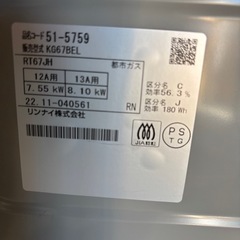 品名コード 51-5759
販売型式 KG67BEL
RT67JH 都市ガス
12A用 13A用
7.55 kW 8.10 kW
区分名 C
効率56.3%
区分名 J
効率 180 Wh
22.11-040561 RN
リンナイ株式会社
JIA
PS
TG